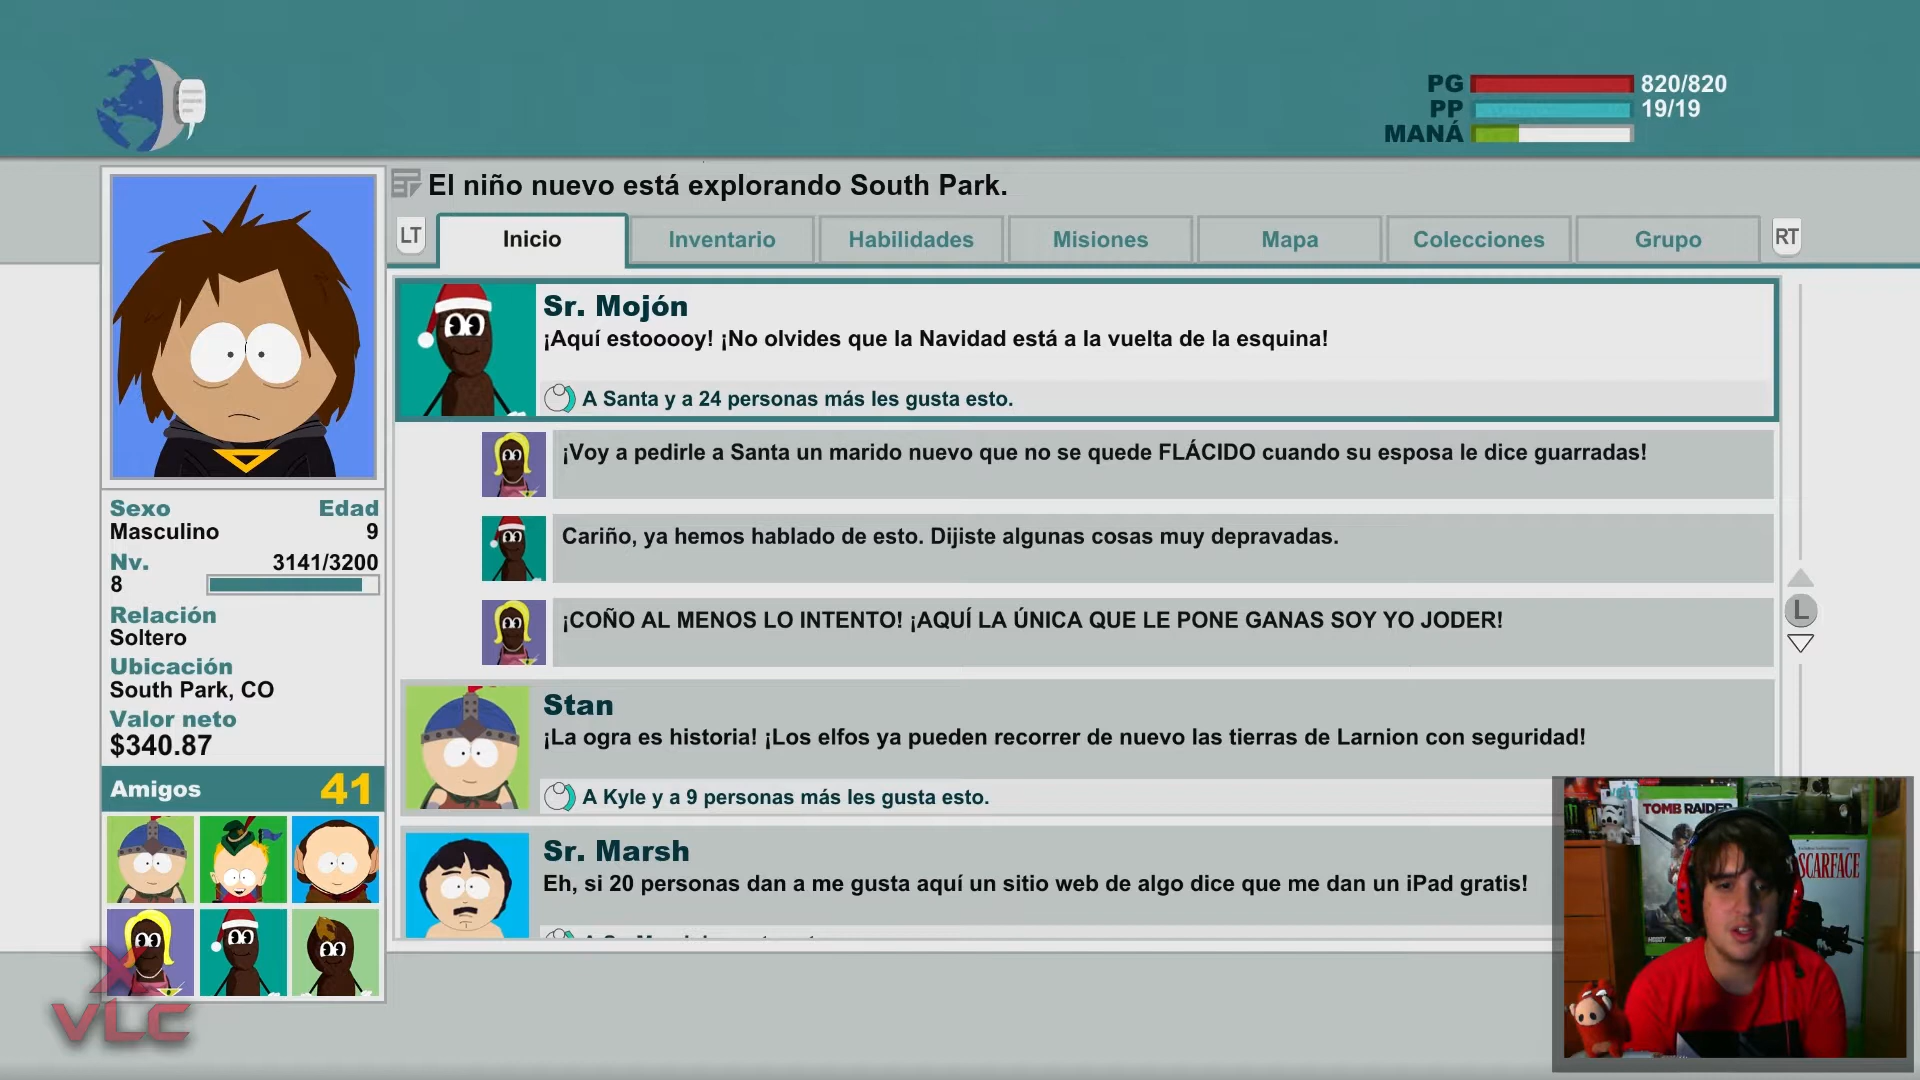 PG 820/820
PP 19/19
MANÁ
El niño nuevo está explorando South Park.
LT Inicio Inventario Habilidades Misiones Mapa Colecciones Grupo RT
Sr. Mojón
¡Aquí estooooy! ¡No olvides que la Navidad está a la vuelta de la esquina!
A Santa y a 24 personas más les gusta esto.
¡Voy a pedirle a Santa un marido nuevo que no se quede FLÁCIDO cuando su esposa le dice guarradas!
Cariño, ya hemos hablado de esto. Dijiste algunas cosas muy depravadas.
¡COÑO AL MENOS LO INTENTO! ¡AQUÍ LA ÚNICA QUE LE PONE GANAS SOY YO JODER!
L
Stan
¡La ogra es historia! ¡Los elfos ya pueden recorrer de nuevo las tierras de Larnion con seguridad!
A Kyle y a 9 personas más les gusta esto.
Sr. Marsh
Eh, si 20 personas dan a me gusta aquí un sitio web de algo dice que me dan un iPad gratis!
Sexo Edad
Masculino 9
Nv. 3141/3200
8
Relación
Soltero
Ubicación
South Park, CO
Valor neto
$340.87
Amigos 41
X
VLC
TOMB RAIDER
SCARFACE